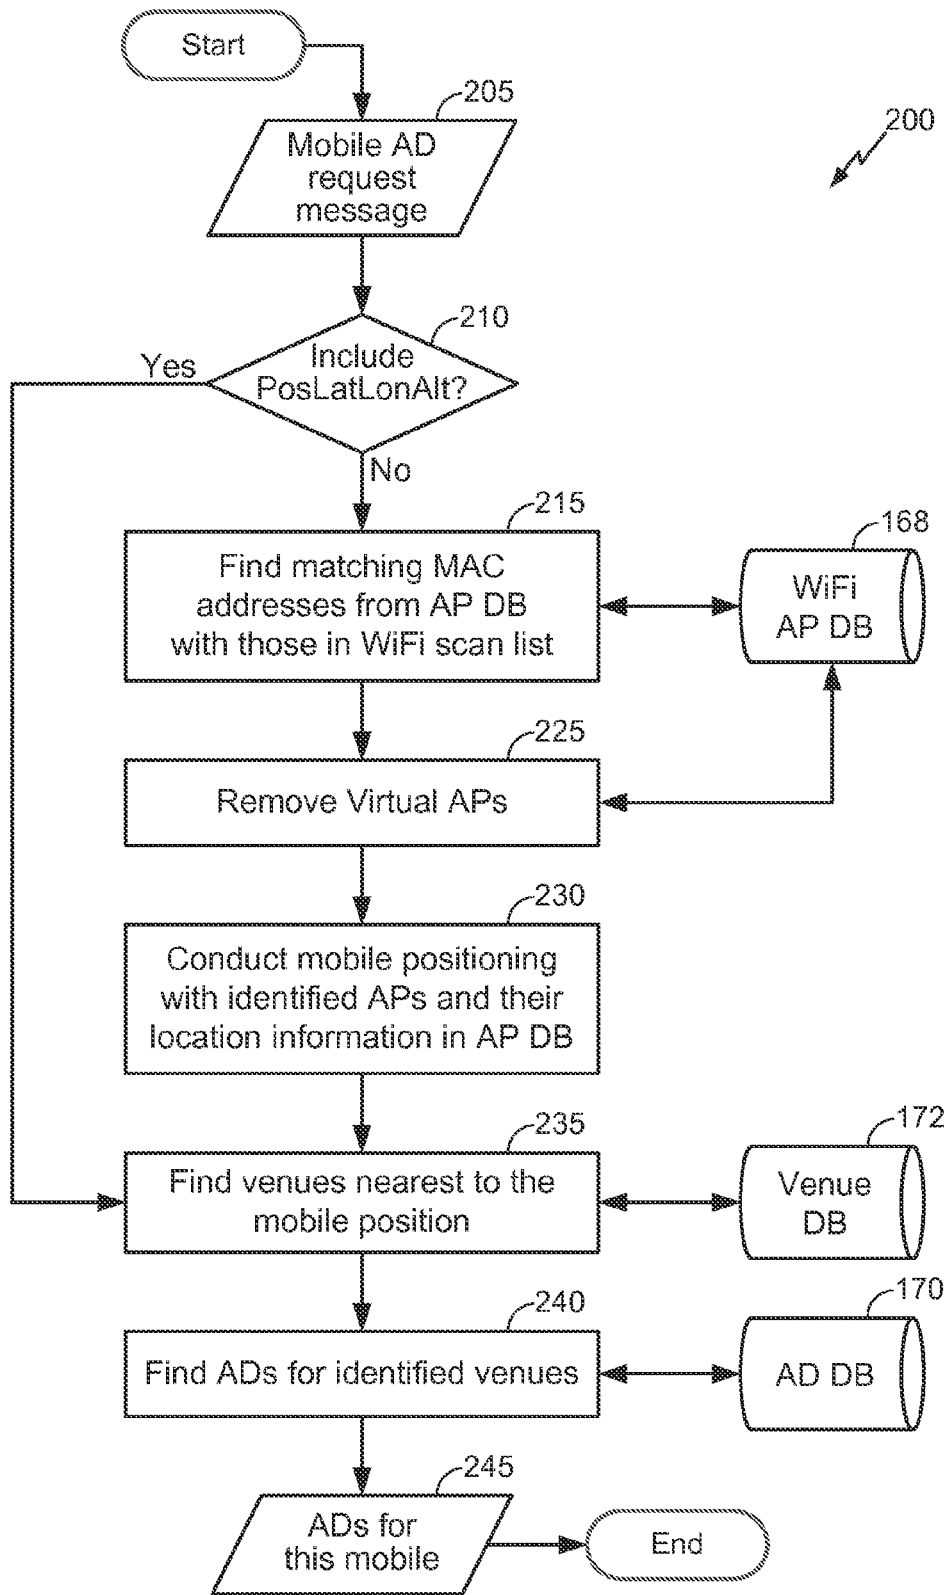 Start
205
Mobile AD
request
message
200
210
Include
PosLatLonAlt?
Yes
No
215
Find matching MAC
addresses from AP DB
with those in WiFi scan list
168
WiFi
AP DB
225
Remove Virtual APs
230
Conduct mobile positioning
with identified APs and their
location information in AP DB
235
Find venues nearest to the
mobile position
172
Venue
DB
240
Find ADs for identified venues
170
AD DB
245
ADs for
this mobile
End